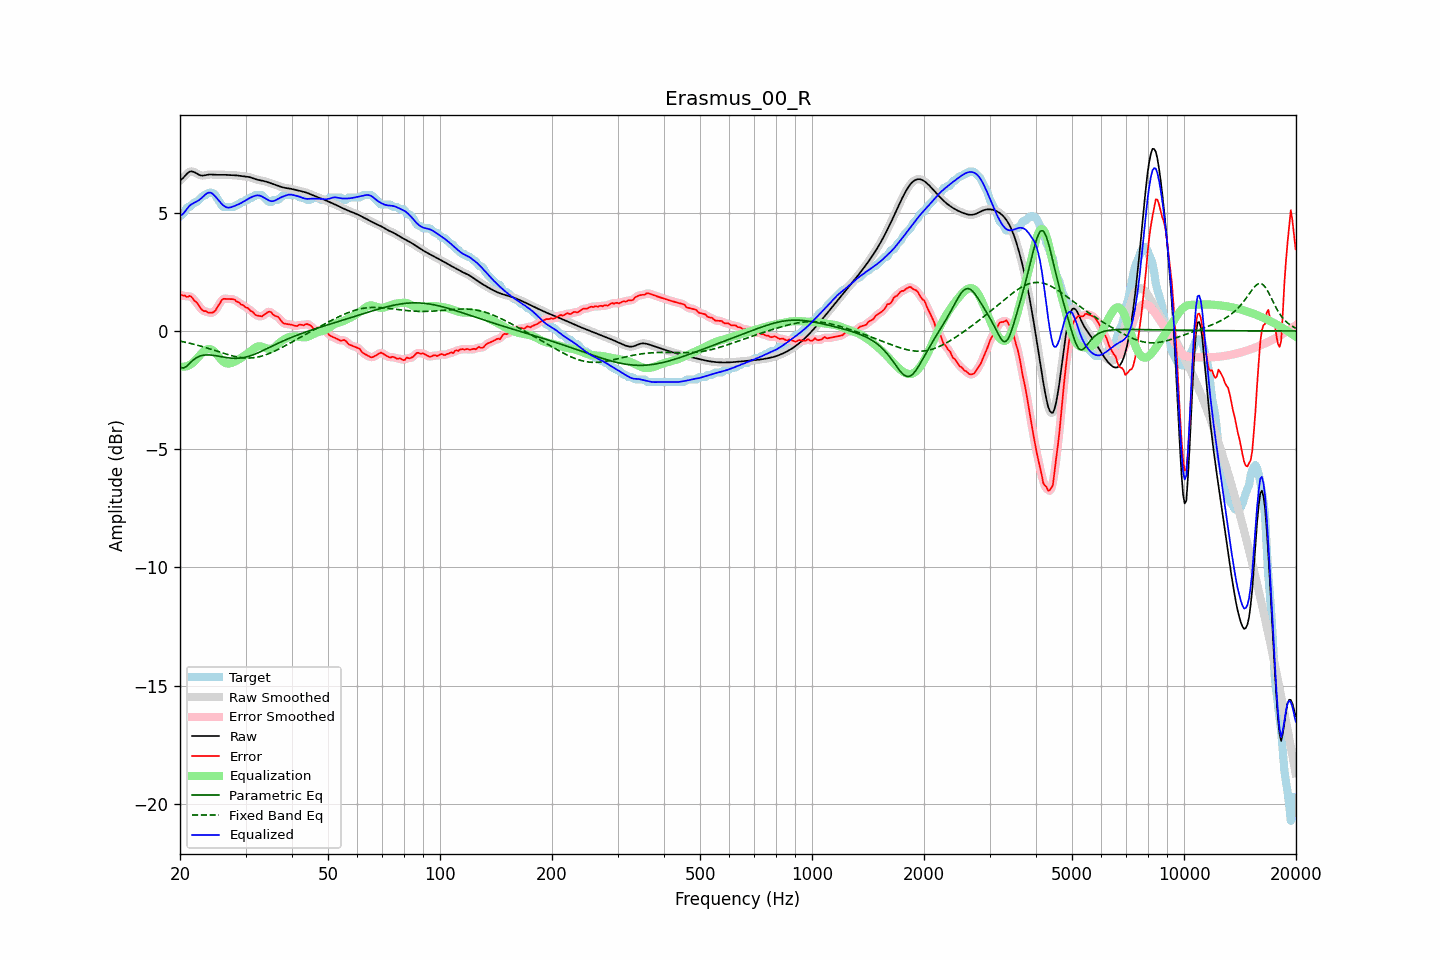 Erasmus_00_R
Amplitude (dBr)
5
0
−5
−10
−15
−20
Target
Raw Smoothed
Error Smoothed
Raw
Error
Equalization
Parametric Eq
Fixed Band Eq
Equalized
20 50 100 200 500 1000 2000 5000 10000 20000
Frequency (Hz)